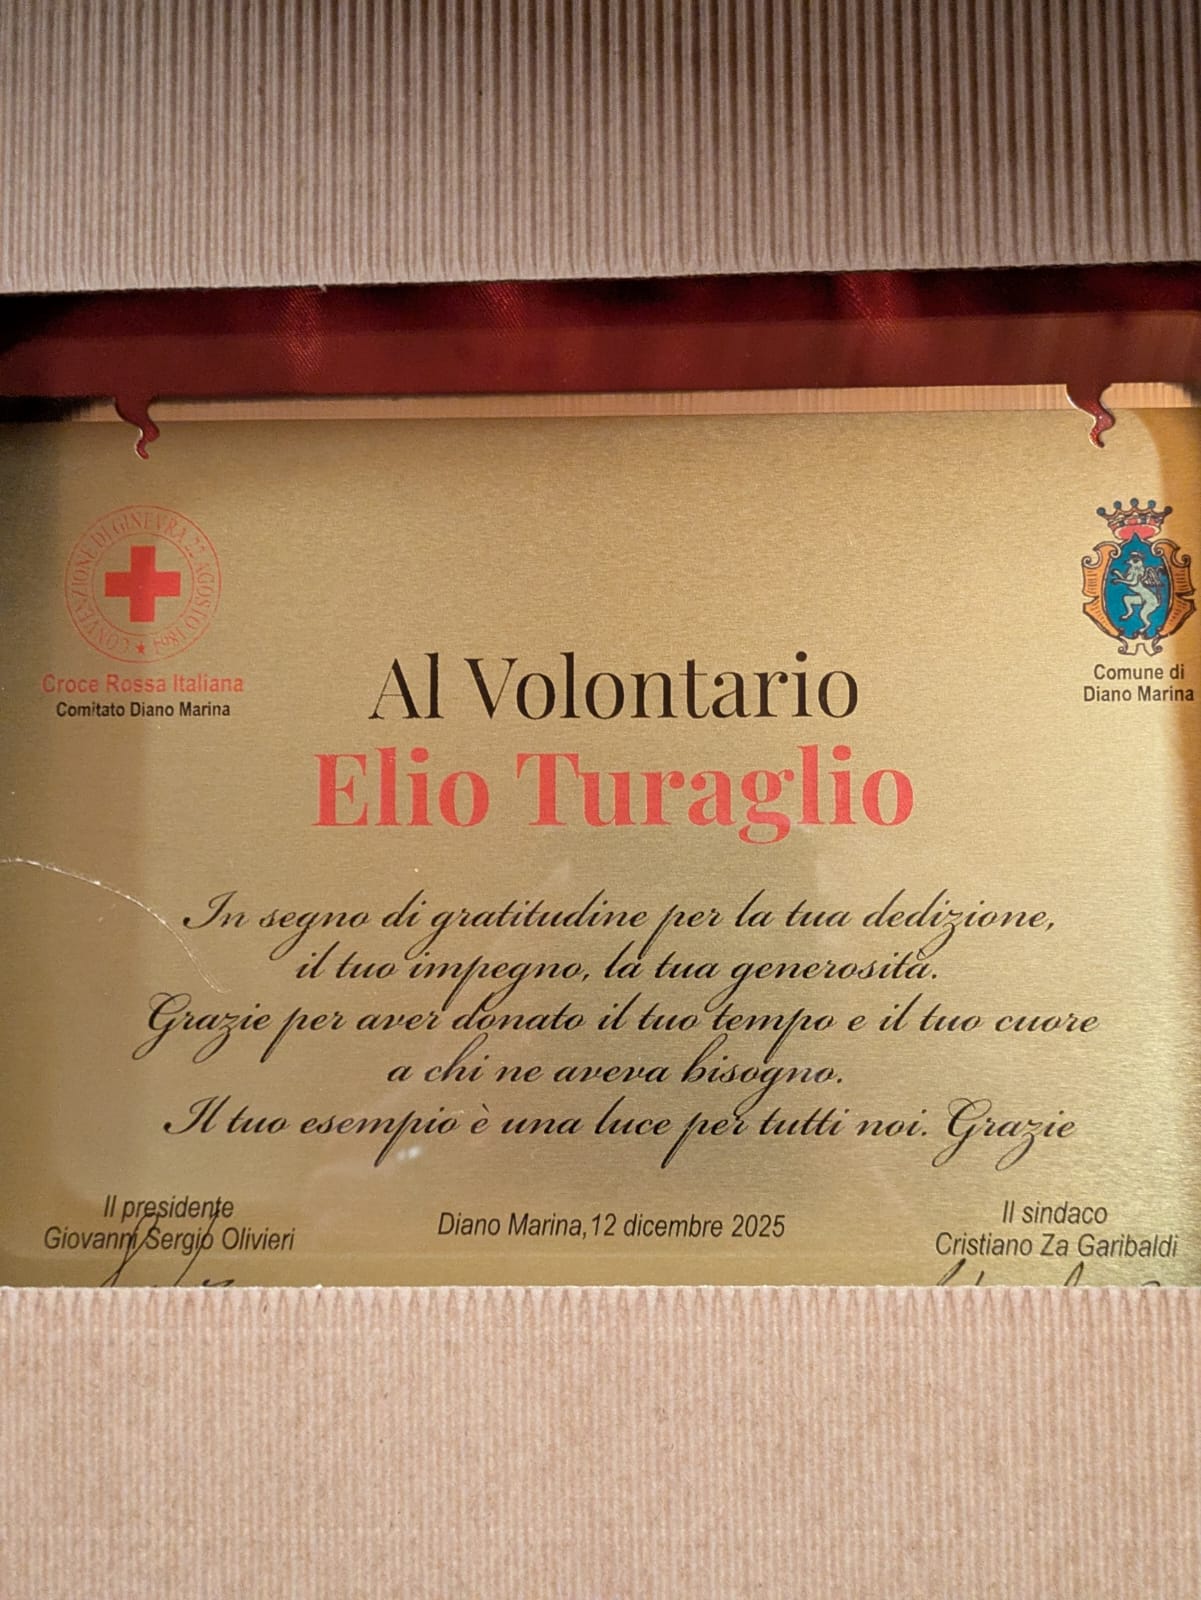 CONVENZIONE DI GINEVRA 22 AGOSTO 1864
Croce Rossa Italiana
Comitato Diano Marina
Comune di
Diano Marina
Al Volontario
Elio Turaglio
In segno di gratitudine per la tua dedizione,
il tuo impegno, la tua generosità.
Grazie per aver donato il tuo tempo e il tuo cuore
a chi ne aveva bisogno.
Il tuo esempio è una luce per tutti noi. Grazie
Il presidente
Giovanni Sergio Olivieri
Diano Marina,12 dicembre 2025
Il sindaco
Cristiano Za Garibaldi